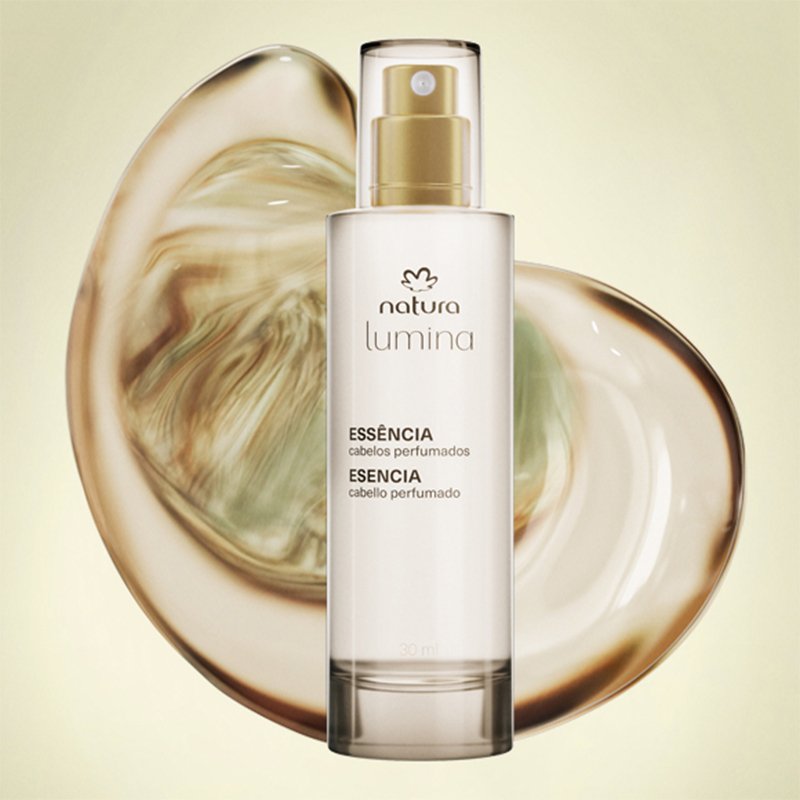 natura
lumina
ESSÊNCIA
cabelos perfumados
ESENCIA
cabello perfumado
30 ml